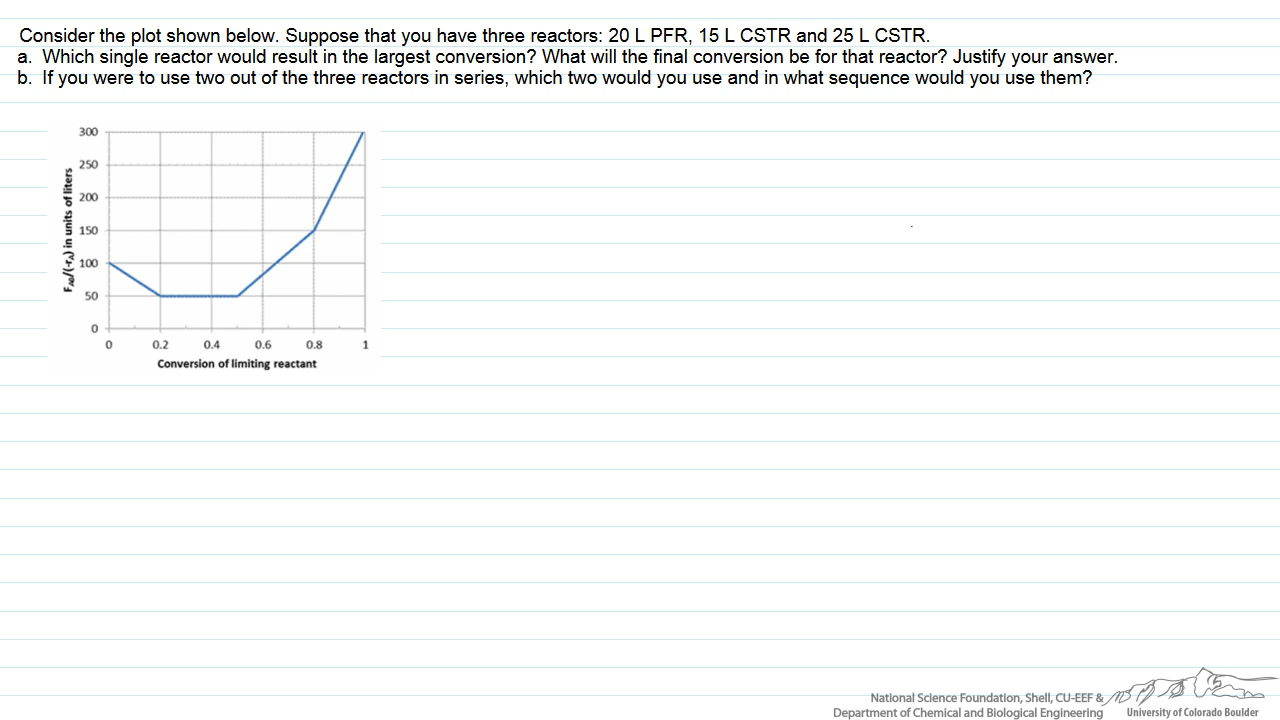 Consider the plot shown below. Suppose that you have three reactors: 20 L PFR, 15 L CSTR and 25 L CSTR.
a. Which single reactor would result in the largest conversion? What will the final conversion be for that reactor? Justify your answer.
b. If you were to use two out of the three reactors in series, which two would you use and in what sequence would you use them?
300
250
200
150
100
50
0
F_A0/(-r_A) in units of liters
0 0.2 0.4 0.6 0.8 1
Conversion of limiting reactant
National Science Foundation, Shell, CU-EEF &
Department of Chemical and Biological Engineering
University of Colorado Boulder